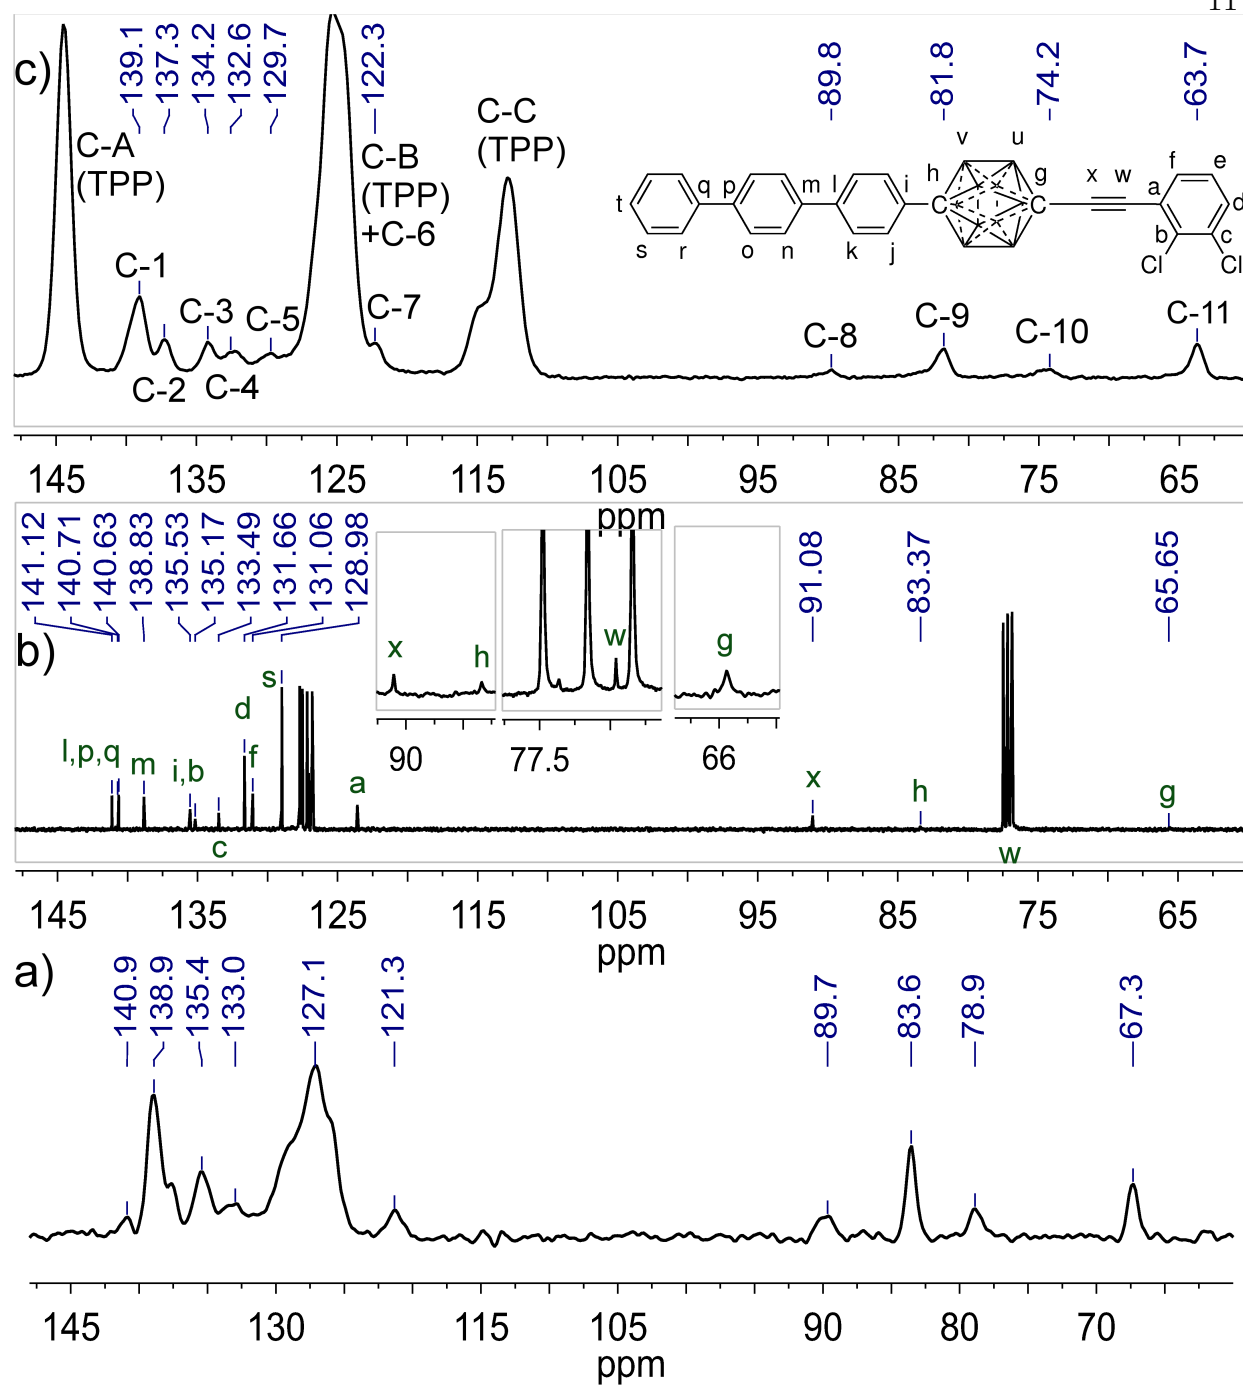 11
c)
139.1
137.3
134.2
132.6
129.7
122.3
89.8
81.8
74.2
63.7
C-A
(TPP)
C-1
C-2
C-3
C-4
C-5
C-B
(TPP)
+C-6
C-7
C-C
(TPP)
C-8
C-9
C-10
C-11
v u
h g x w f e
t q p m l i a d
C C
s r o n k j b c
Cl Cl
145 135 125 115 105 95 85 75 65
ppm
b)
141.12
140.71
140.63
138.83
135.53
135.17
133.49
131.66
131.06
128.98
91.08
83.37
65.65
x h w g
90 77.5 66
l,p,q m i,b c d f s a x h w g
145 135 125 115 105 95 85 75 65
ppm
a)
140.9
138.9
135.4
133.0
127.1
121.3
89.7
83.6
78.9
67.3
145 130 115 105 90 80 70
ppm